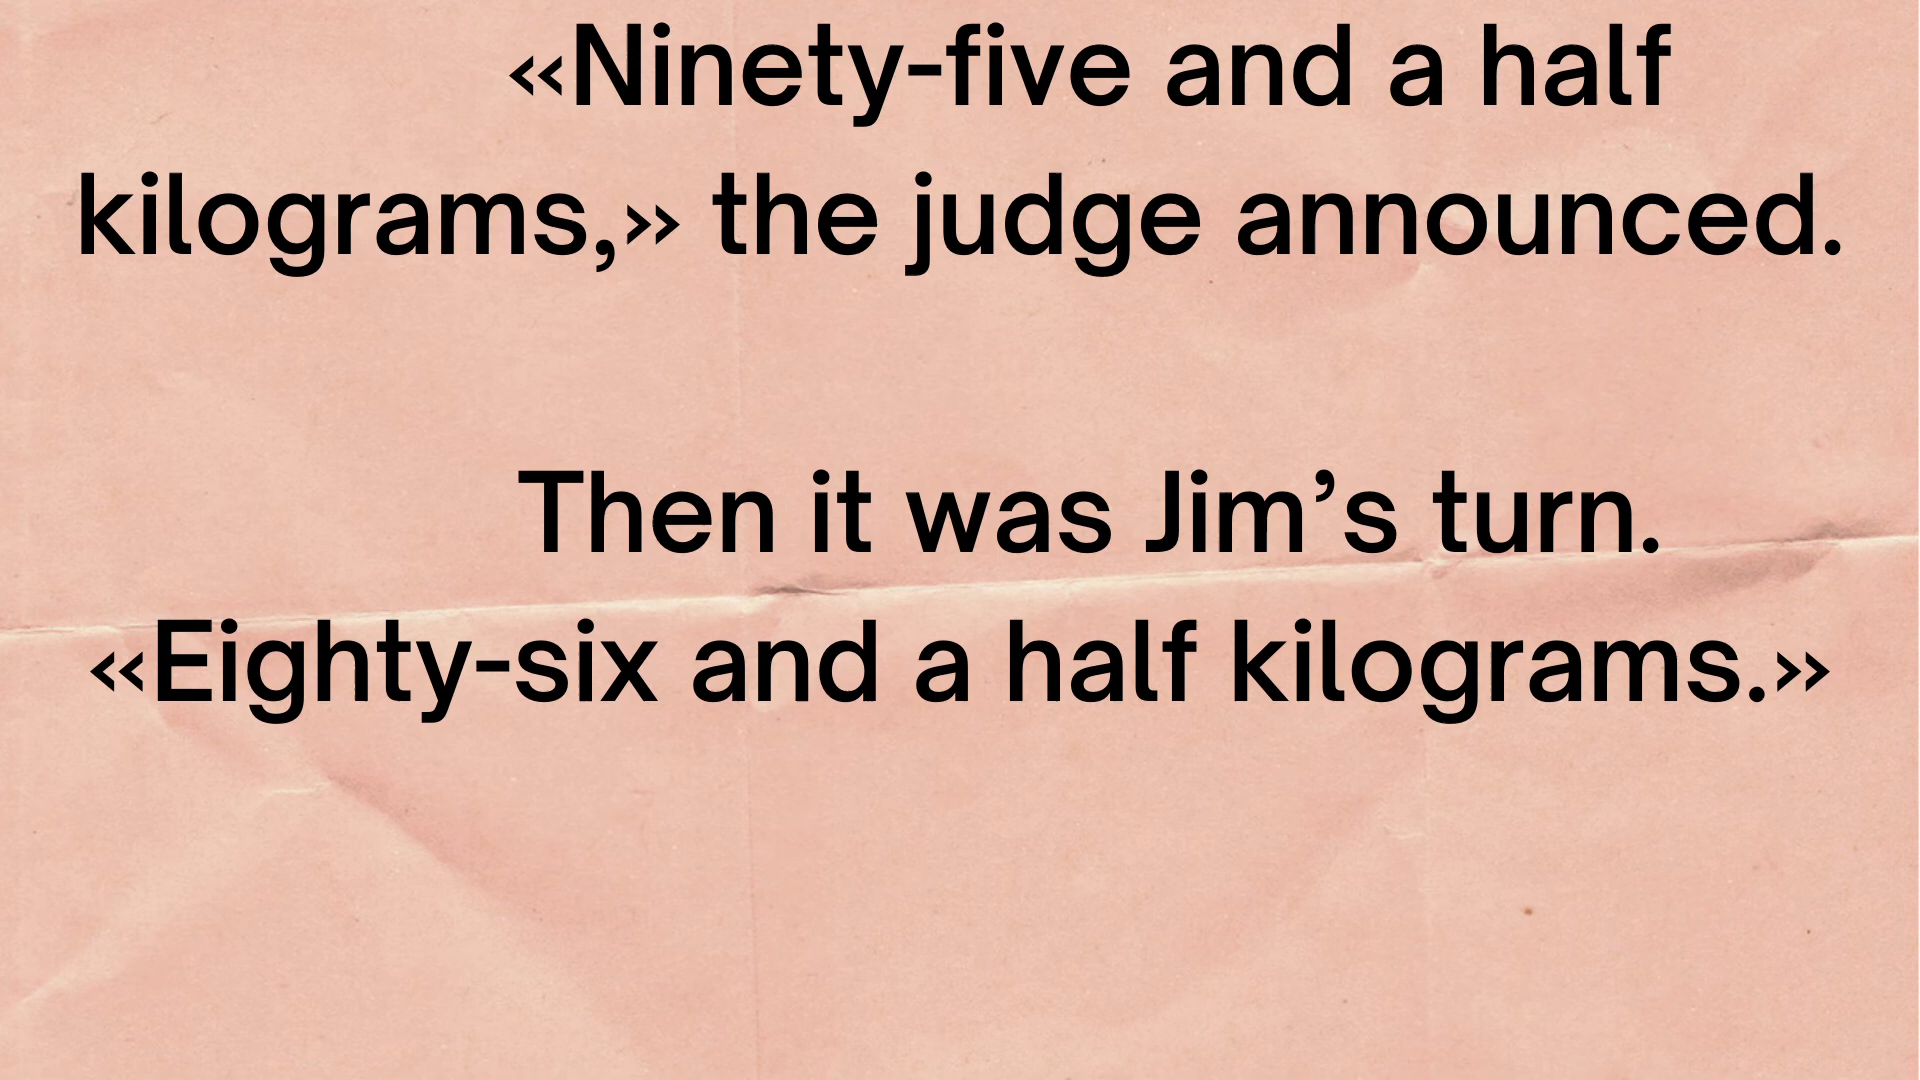 «Ninety-five and a half
kilograms,» the judge announced.
Then it was Jim’s turn.
«Eighty-six and a half kilograms.»